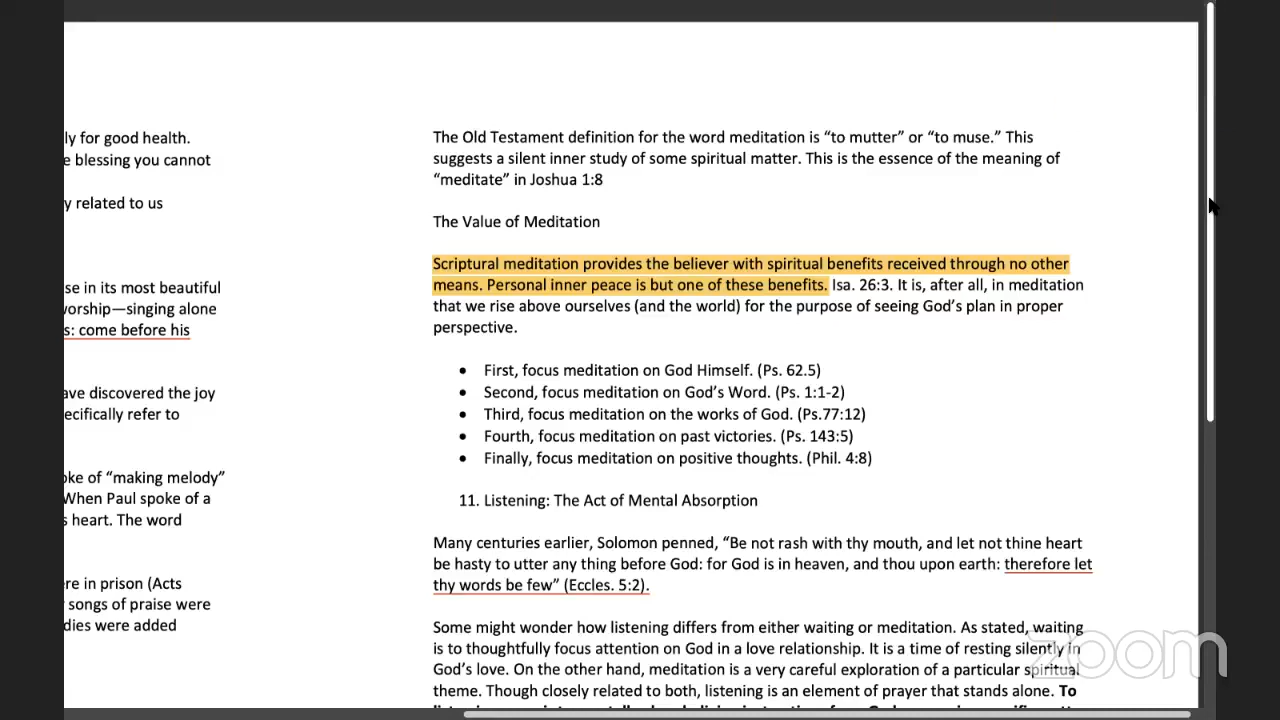 ly for good health.
e blessing you cannot
y related to us
se in its most beautiful
vorship—singing alone
s: come before his
ave discovered the joy
ecifically refer to
oke of “making melody”
When Paul spoke of a
s heart. The word
ere in prison (Acts
songs of praise were
dies were added
The Old Testament definition for the word meditation is “to mutter” or “to muse.” This
suggests a silent inner study of some spiritual matter. This is the essence of the meaning of
“meditate” in Joshua 1:8
The Value of Meditation
Scriptural meditation provides the believer with spiritual benefits received through no other
means. Personal inner peace is but one of these benefits. Isa. 26:3. It is, after all, in meditation
that we rise above ourselves (and the world) for the purpose of seeing God’s plan in proper
perspective.
• First, focus meditation on God Himself. (Ps. 62.5)
• Second, focus meditation on God’s Word. (Ps. 1:1-2)
• Third, focus meditation on the works of God. (Ps.77:12)
• Fourth, focus meditation on past victories. (Ps. 143:5)
• Finally, focus meditation on positive thoughts. (Phil. 4:8)
11. Listening: The Act of Mental Absorption
Many centuries earlier, Solomon penned, “Be not rash with thy mouth, and let not thine heart
be hasty to utter any thing before God: for God is in heaven, and thou upon earth: therefore let
thy words be few” (Eccles. 5:2).
Some might wonder how listening differs from either waiting or meditation. As stated, waiting
is to thoughtfully focus attention on God in a love relationship. It is a time of resting silently in
God’s love. On the other hand, meditation is a very careful exploration of a particular spiritual
theme. Though closely related to both, listening is an element of prayer that stands alone. To
zoom